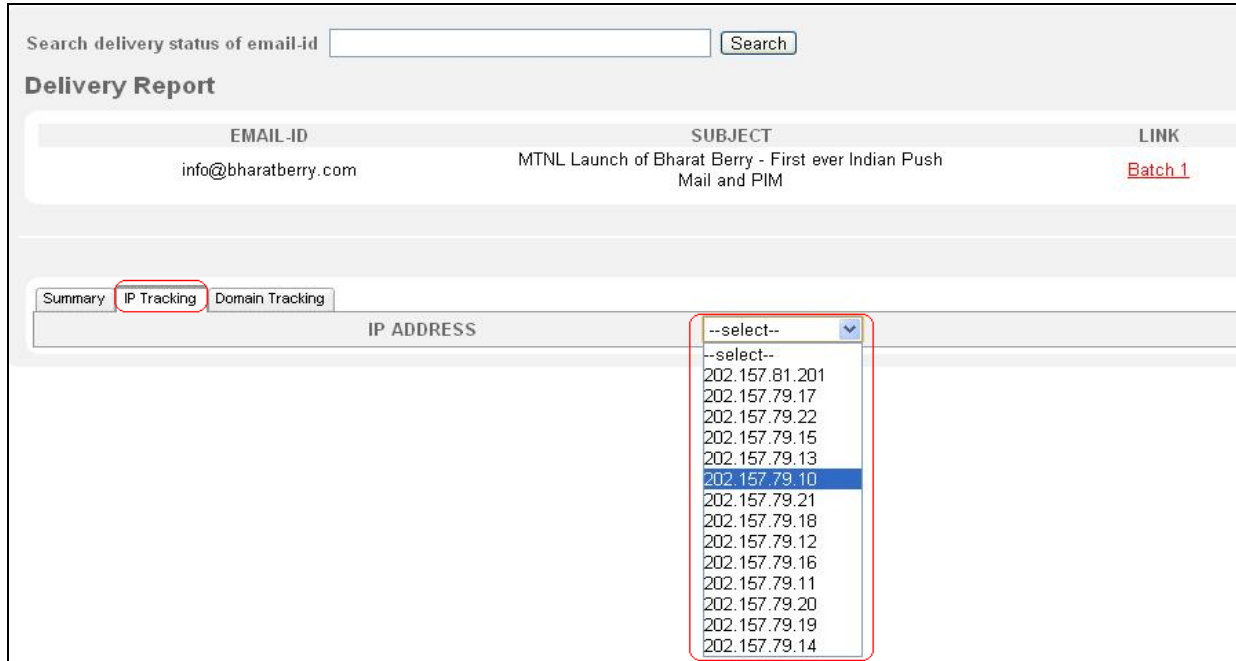 Search delivery status of email-id Search
Delivery Report
EMAIL-ID SUBJECT LINK
info@bharatberry.com MTNL Launch of Bharat Berry - First ever Indian Push Batch 1
Mail and PIM
Summary IP Tracking Domain Tracking
IP ADDRESS --select--
--select--
202.157.81.201
202.157.79.17
202.157.79.22
202.157.79.15
202.157.79.13
202.157.79.10
202.157.79.21
202.157.79.18
202.157.79.12
202.157.79.16
202.157.79.11
202.157.79.20
202.157.79.19
202.157.79.14